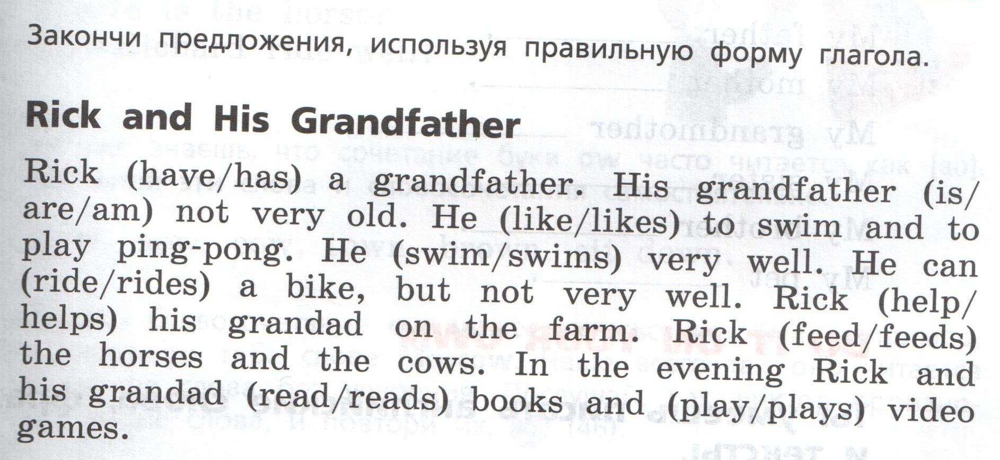 Закончи предложения, используя правильную форму глагола.
Rick and His Grandfather
Rick (have/has) a grandfather. His grandfather (is/
are/am) not very old. He (like/likes) to swim and to
play ping-pong. He (swim/swims) very well. He can
(ride/rides) a bike, but not very well. Rick (help/
helps) his grandad on the farm. Rick (feed/feeds)
the horses and the cows. In the evening Rick and
his grandad (read/reads) books and (play/plays) video
games.